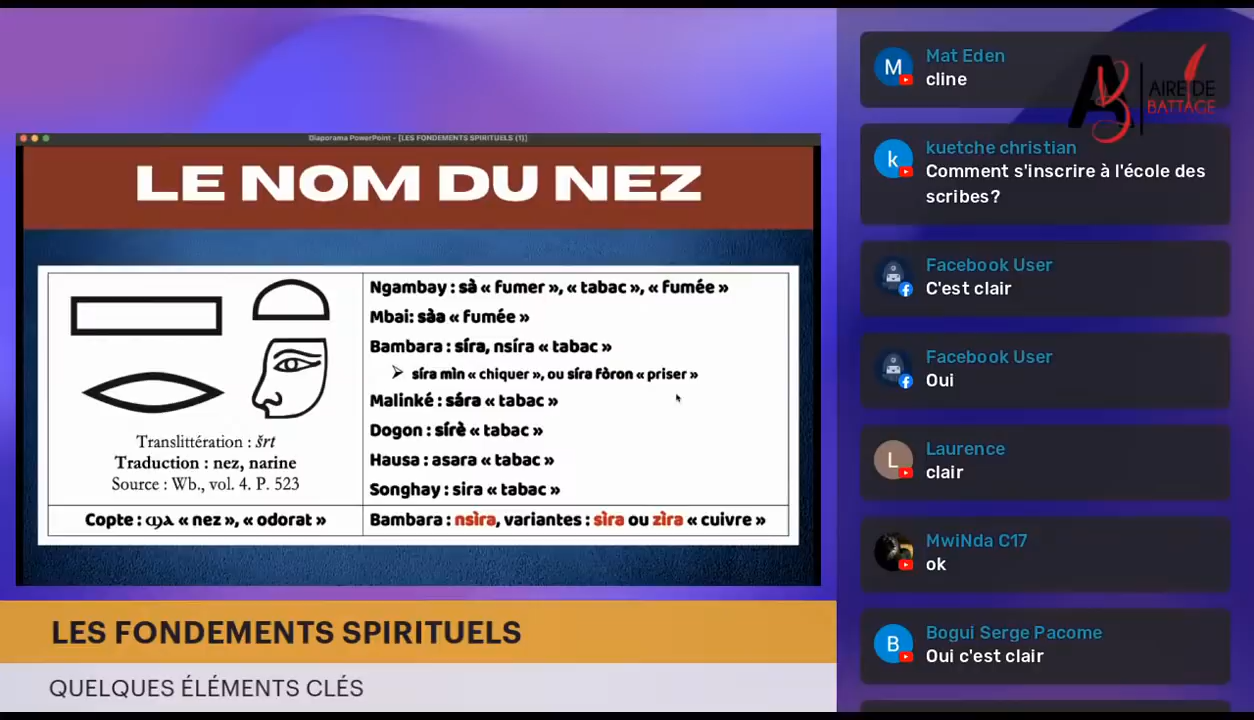 Diaporama PowerPoint - [LES FONDEMENTS SPIRITUELS (1)]
LE NOM DU NEZ
Translittération : šrt
Traduction : nez, narine
Source : Wb., vol. 4. P. 523
Copte : ϣⲁ « nez », « odorat »
Ngambay : sà « fumer », « tabac », « fumée »
Mbai: sàa « fumée »
Bambara : síra, nsíra « tabac »
➢ síra mìn « chiquer », ou síra fòron « priser »
Malinké : sára « tabac »
Dogon : sírè « tabac »
Hausa : asara « tabac »
Songhay : sira « tabac »
Bambara : nsìra, variantes : sìra ou zìra « cuivre »
LES FONDEMENTS SPIRITUELS
QUELQUES ÉLÉMENTS CLÉS
M
Mat Eden
cline
AIRE DE
BATTAGE
k
kuetche christian
Comment s'inscrire à l'école des
scribes?
Facebook User
C'est clair
Facebook User
Oui
L
Laurence
clair
MwiNda C17
ok
B
Bogui Serge Pacome
Oui c'est clair